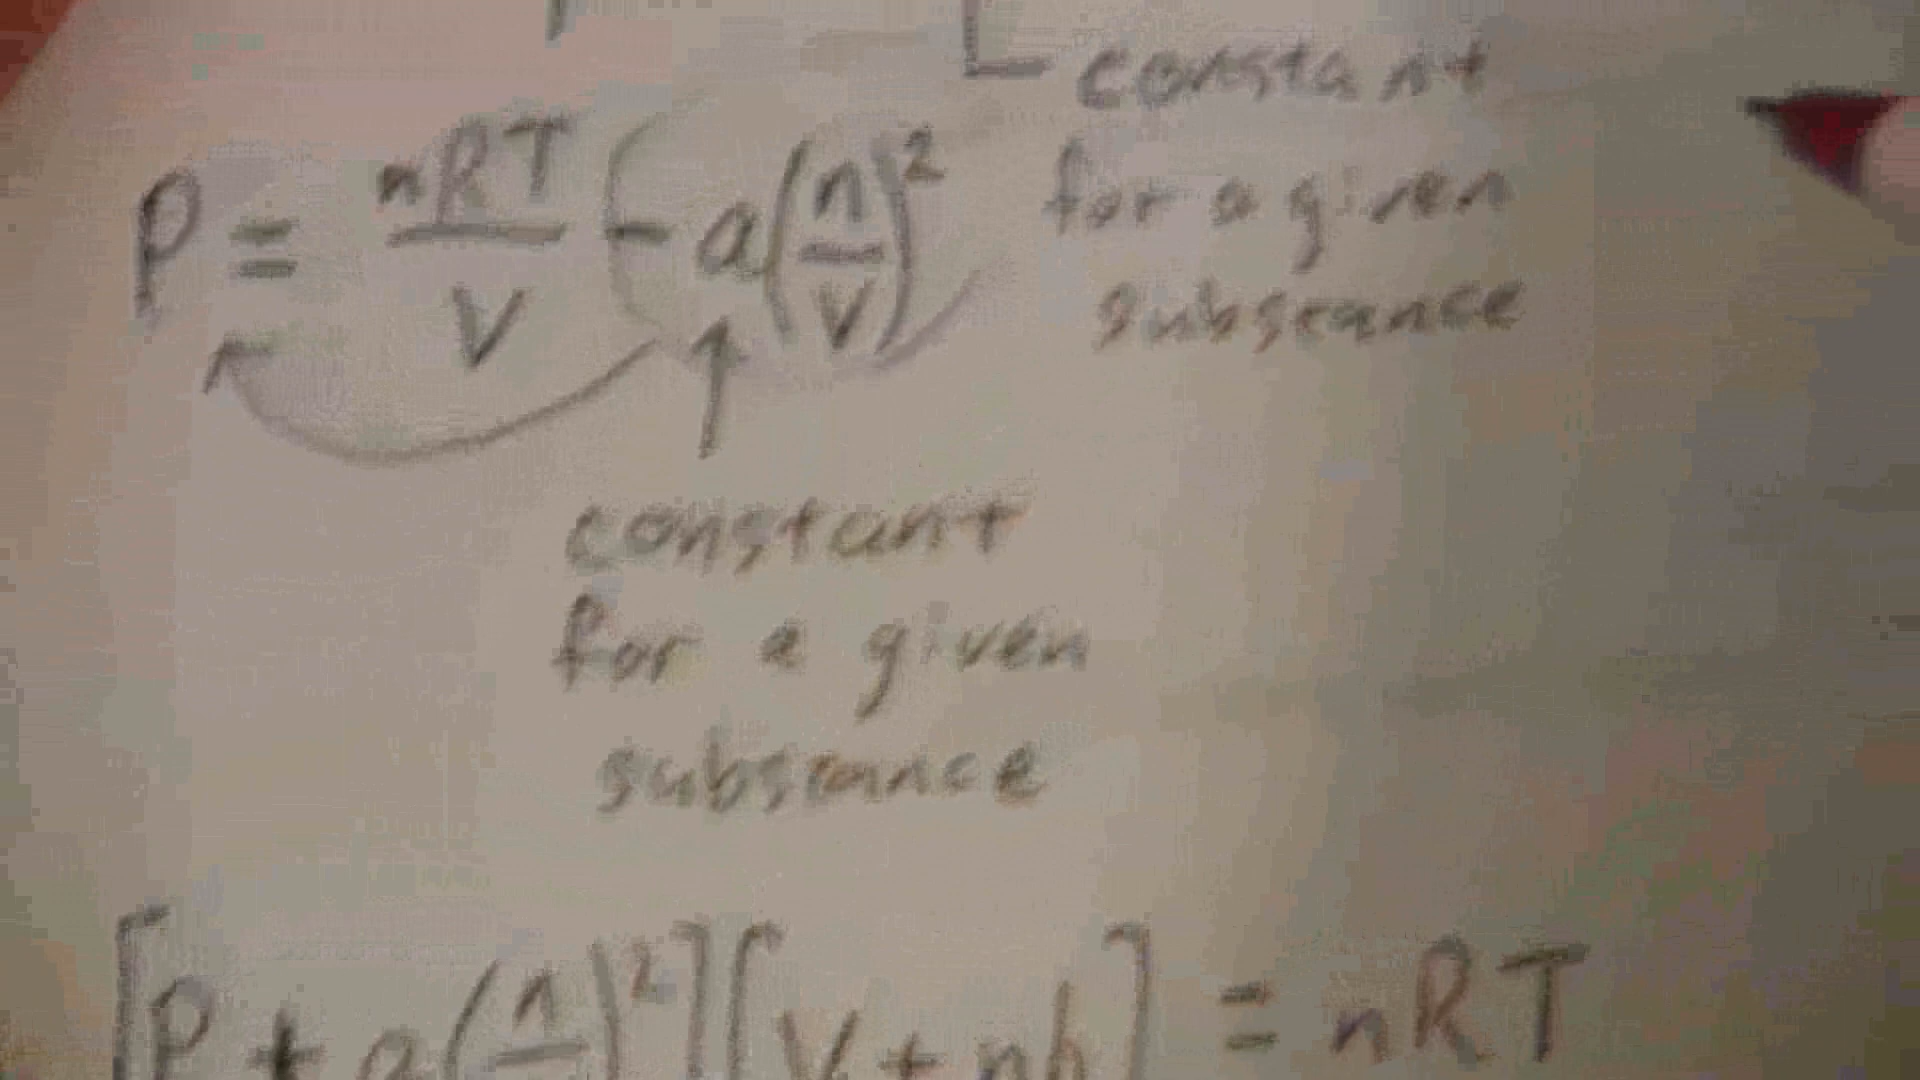 constant
for a given
substance
P = nRT/V - a(n/V)²
constant
for a given
substance
[P + a(n/)²][V + nb] = nRT